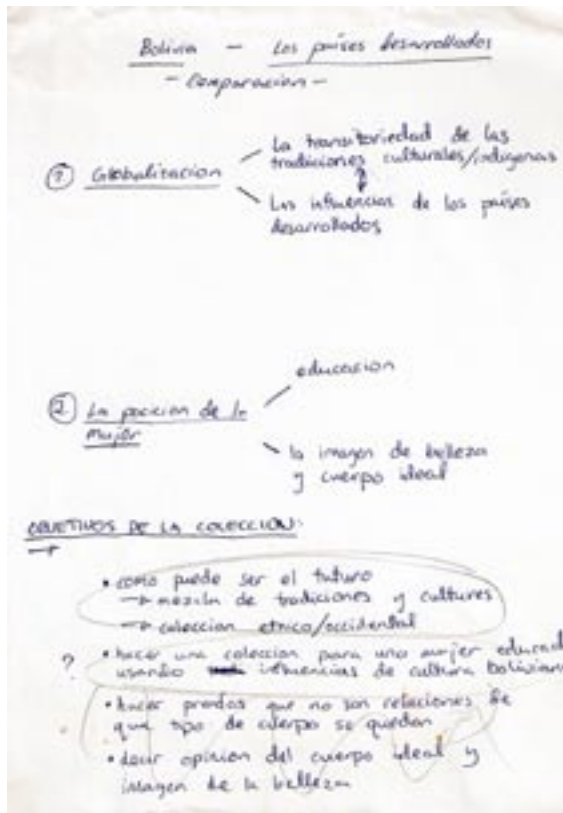 Bolivia – Los países desarrollados
– Comparacion –
① Globalizacion
La transitoriedad de las
tradiciones culturales/indigenas
Las influencias de los países
desarrollados
② La posicion de la
mujer
educacion
la imagen de belleza
y cuerpo ideal
OBJETIVOS DE LA COLECCION:
• como puede ser el futuro
→ mezcla de tradiciones y cultures
→ coleccion etnico/occidental
? • hacer una coleccion para una mujer educad
usando influencias de cultura boliviana
• hacer prendas que no son relaciones de
que tipo de cuerpo se quedan
• decir opinion del cuerpo ideal y
imagen de la belleza